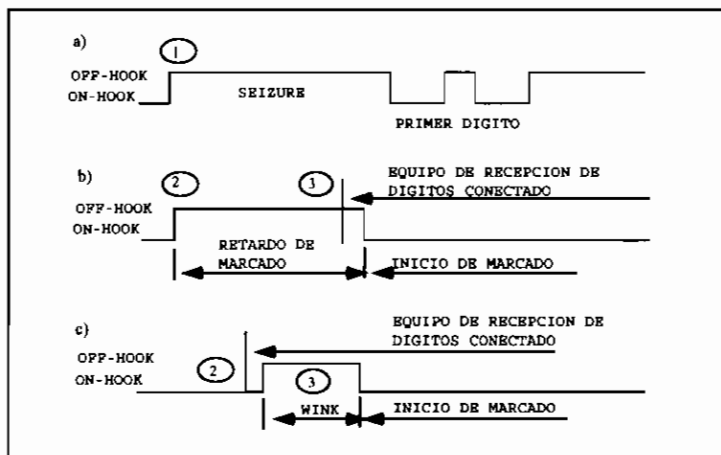 a)
1
OFF-HOOK
ON-HOOK
SEIZURE
PRIMER DIGITO
b)
2
3
EQUIPO DE RECEPCION DE
DIGITOS CONECTADO
OFF-HOOK
ON-HOOK
RETARDO DE
MARCADO
INICIO DE MARCADO
c)
EQUIPO DE RECEPCION DE
DIGITOS CONECTADO
OFF-HOOK
ON-HOOK
2
3
WINK
INICIO DE MARCADO